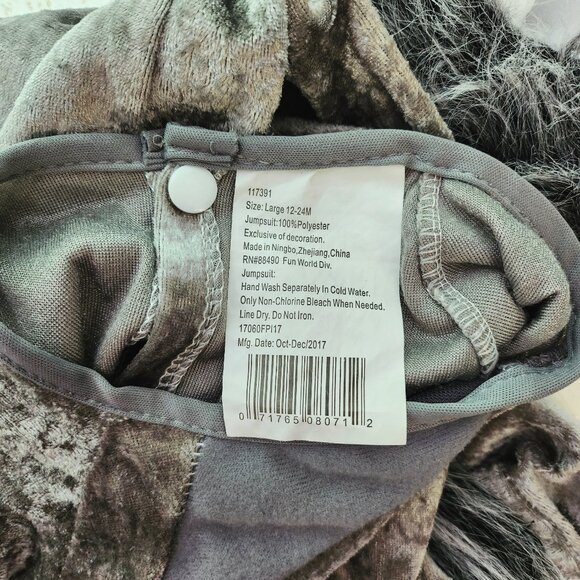 117391
Size: Large 12-24M
Jumpsuit:100%Polyester
Exclusive of decoration.
Made in Ningbo,Zhejiang,China
RN#88490 Fun World Div.
Jumpsuit:
Hand Wash Separately In Cold Water.
Only Non-Chlorine Bleach When Needed.
Line Dry. Do Not Iron.
17060FPI17
Mfg. Date: Oct-Dec/2017
0 71765 08071 2